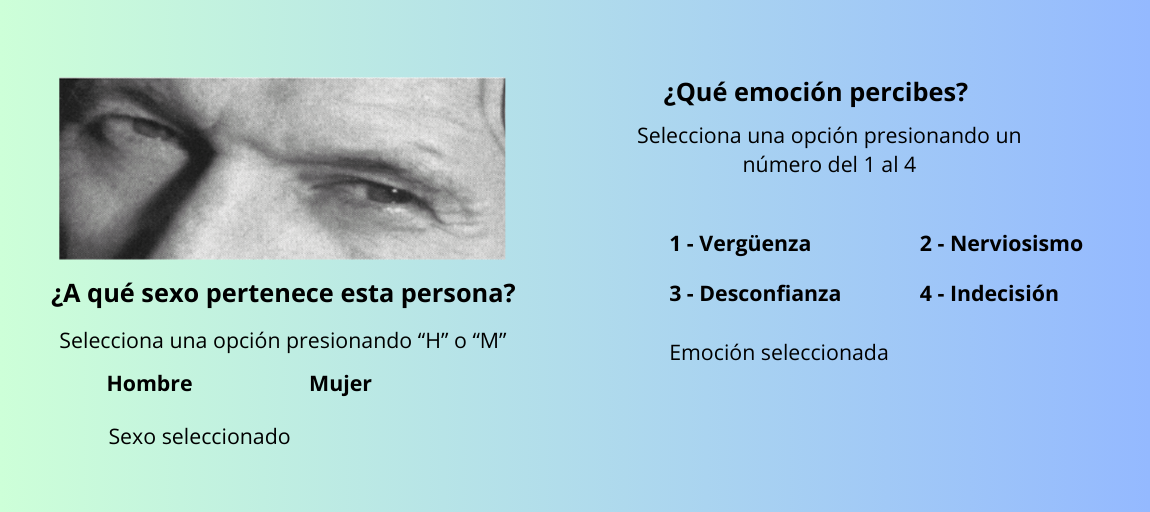 ¿A qué sexo pertenece esta persona?
Selecciona una opción presionando “H” o “M”
Hombre Mujer
Sexo seleccionado
¿Qué emoción percibes?
Selecciona una opción presionando un
número del 1 al 4
1 - Vergüenza 2 - Nerviosismo
3 - Desconfianza 4 - Indecisión
Emoción seleccionada